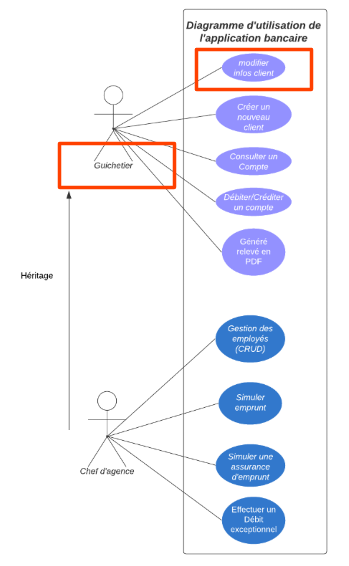 Diagramme d'utilisation de
l'application bancaire
modifier
infos client
Créer un
nouveau
client
Consulter un
Compte
Guichetier
Débiter/Créditer
un compte
Généré
relevé en
PDF
Héritage
Gestion des
employés
(CRUD)
Simuler
emprunt
Simuler une
assurance
d'emprunt
Chef d'agence
Effectuer un
Débit
exceptionnel